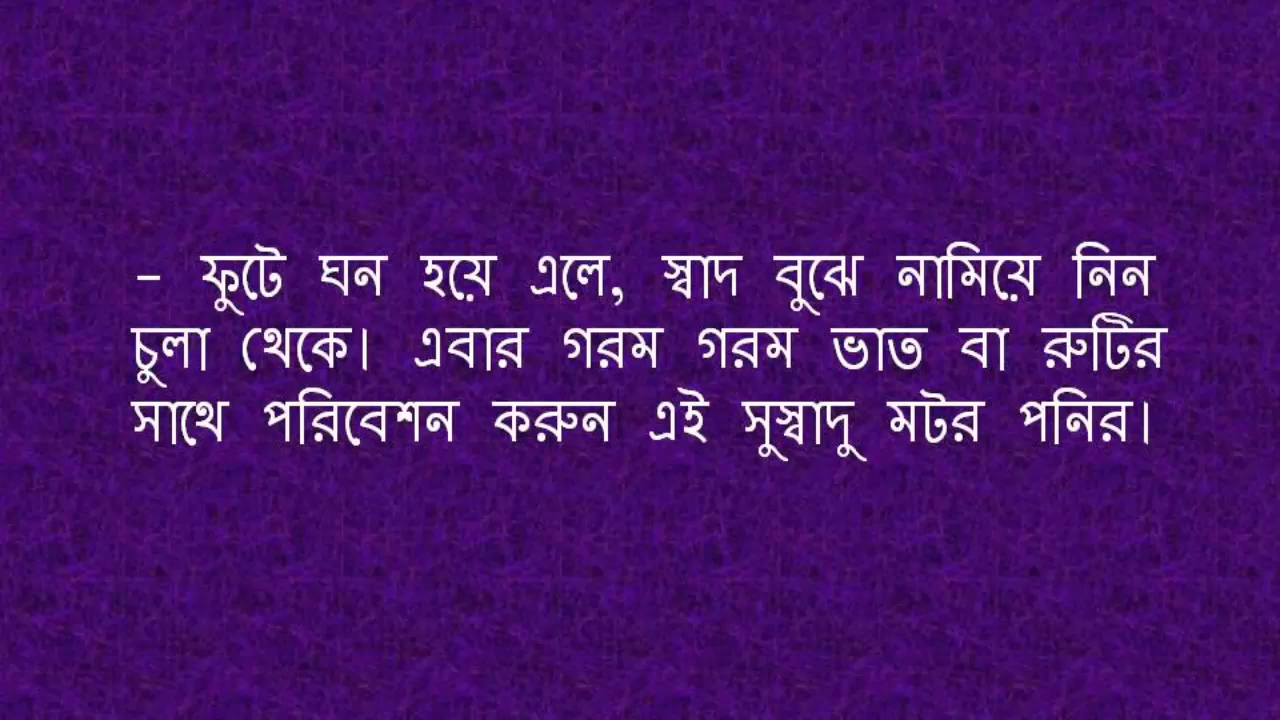 – ফুটে ঘন হয়ে এলে, স্বাদ বুঝে নামিয়ে নিন
চুলা থেকে। এবার গরম গরম ভাত বা রুটির
সাথে পরিবেশন করুন এই সুস্বাদু মটর পনির।